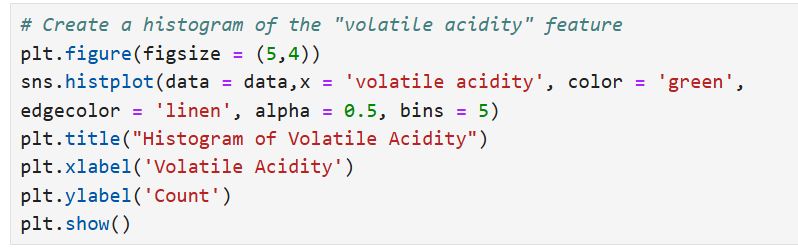 # Create a histogram of the "volatile acidity" feature
plt.figure(figsize = (5,4))
sns.histplot(data = data,x = 'volatile acidity', color = 'green',
edgecolor = 'linen', alpha = 0.5, bins = 5)
plt.title("Histogram of Volatile Acidity")
plt.xlabel('Volatile Acidity')
plt.ylabel('Count')
plt.show()